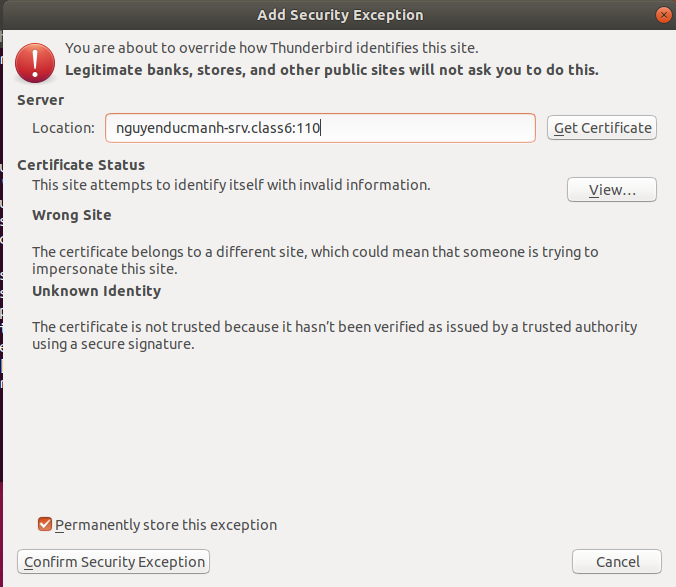 Add Security Exception
You are about to override how Thunderbird identifies this site.
Legitimate banks, stores, and other public sites will not ask you to do this.
Server
Location: nguyenducmanh-srv.class6:110 Get Certificate
Certificate Status
This site attempts to identify itself with invalid information.
View...
Wrong Site
The certificate belongs to a different site, which could mean that someone is trying to
impersonate this site.
Unknown Identity
The certificate is not trusted because it hasn't been verified as issued by a trusted authority
using a secure signature.
Permanently store this exception
Confirm Security Exception Cancel